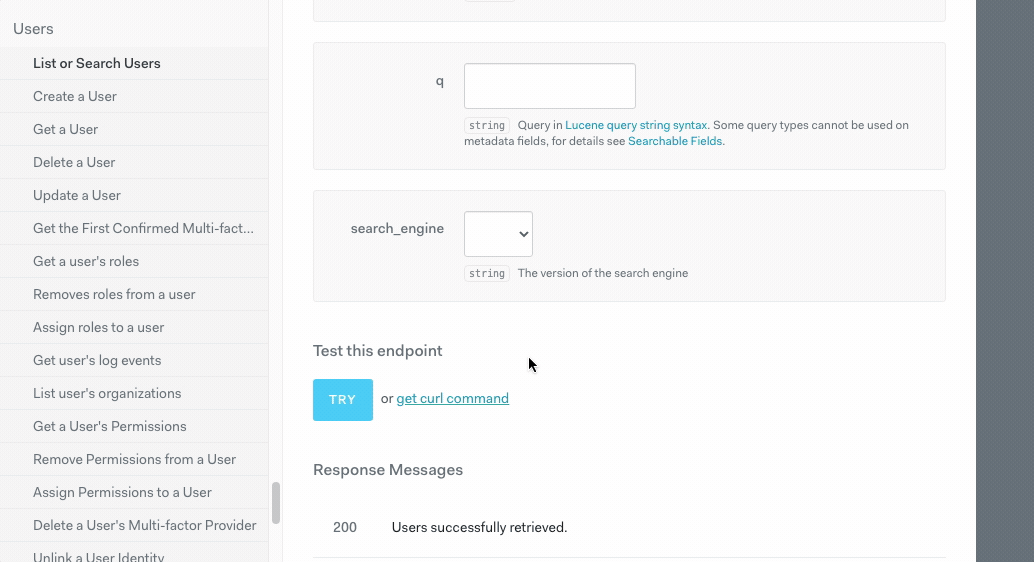 Users
List or Search Users
Create a User
Get a User
Delete a User
Update a User
Get the First Confirmed Multi-fact...
Get a user's roles
Removes roles from a user
Assign roles to a user
Get user's log events
List user's organizations
Get a User's Permissions
Remove Permissions from a User
Assign Permissions to a User
Delete a User's Multi-factor Provider
Unlink a User Identity
q
string Query in Lucene query string syntax. Some query types cannot be used on
metadata fields, for details see Searchable Fields.
search_engine
string The version of the search engine
Test this endpoint
TRY or get curl command
Response Messages
200 Users successfully retrieved.